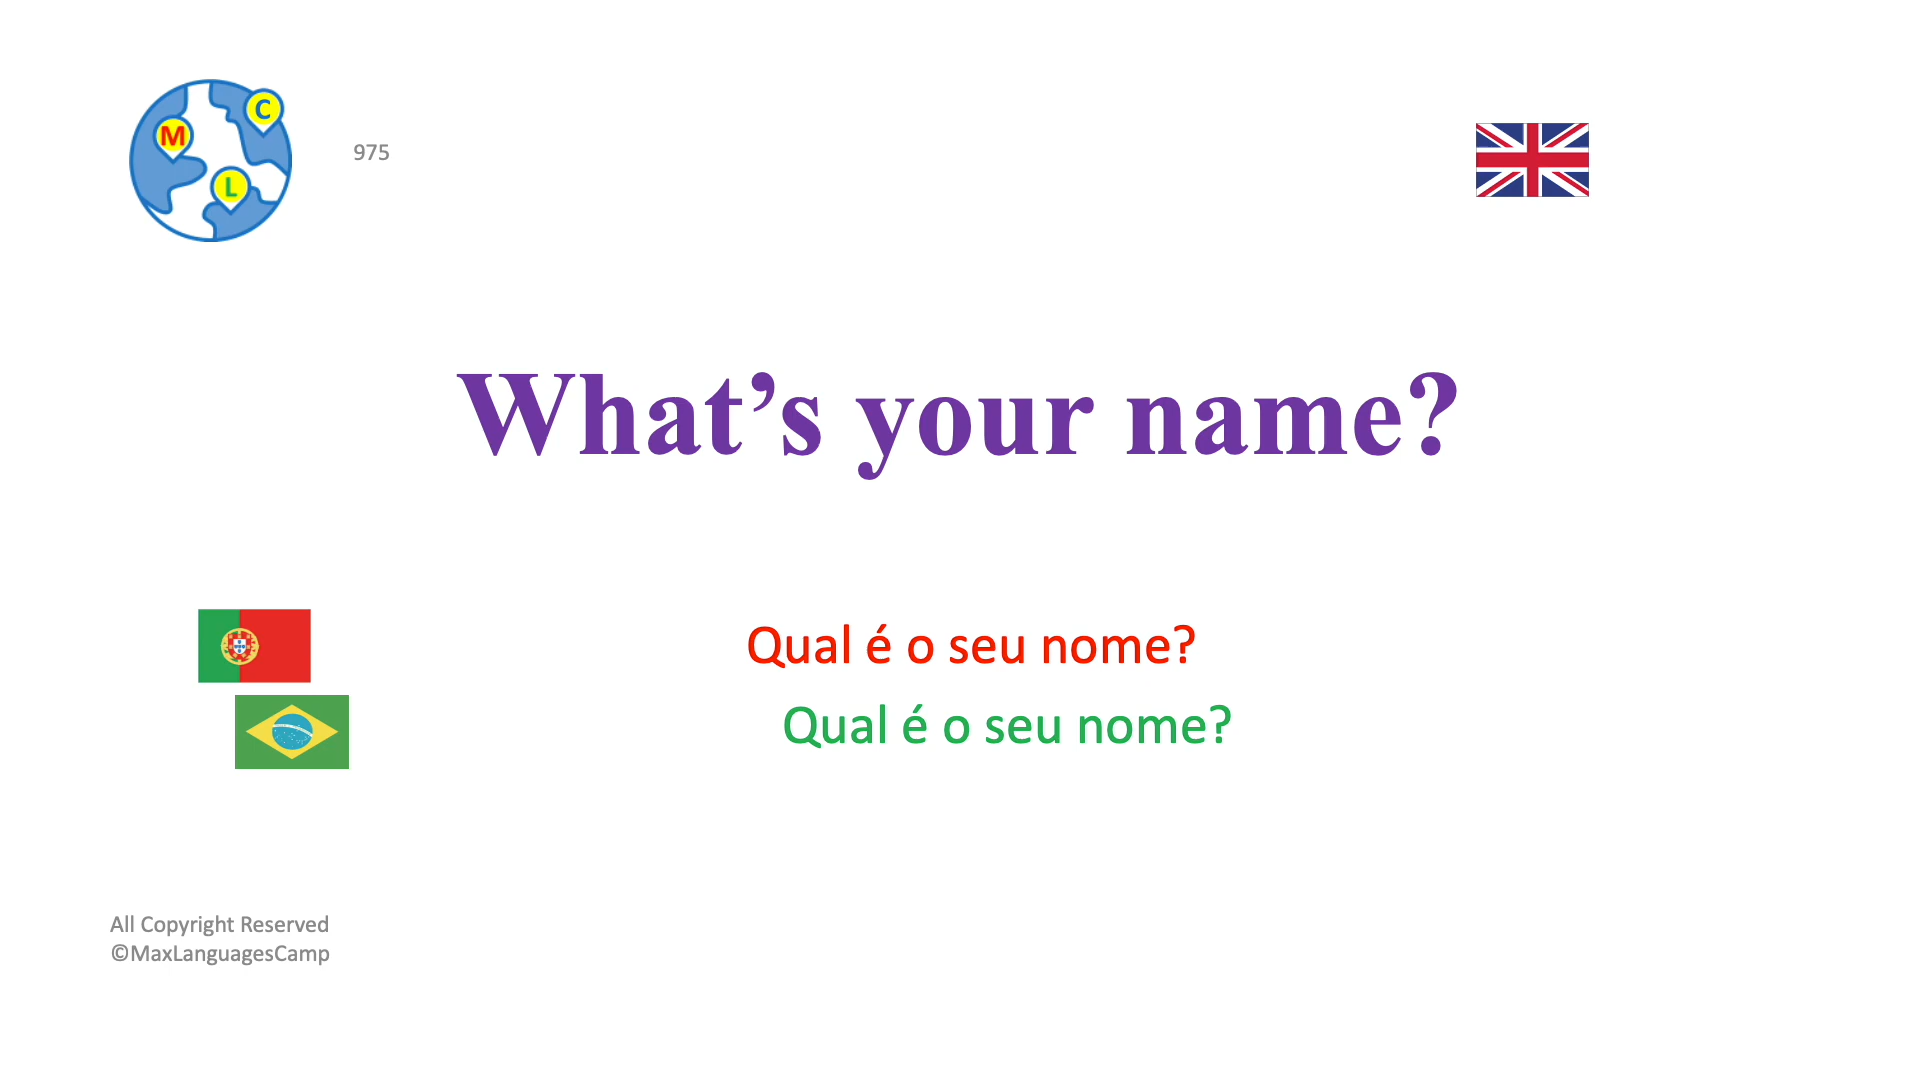 M
C
L
975
What’s your name?
Qual é o seu nome?
Qual é o seu nome?
All Copyright Reserved
©MaxLanguagesCamp